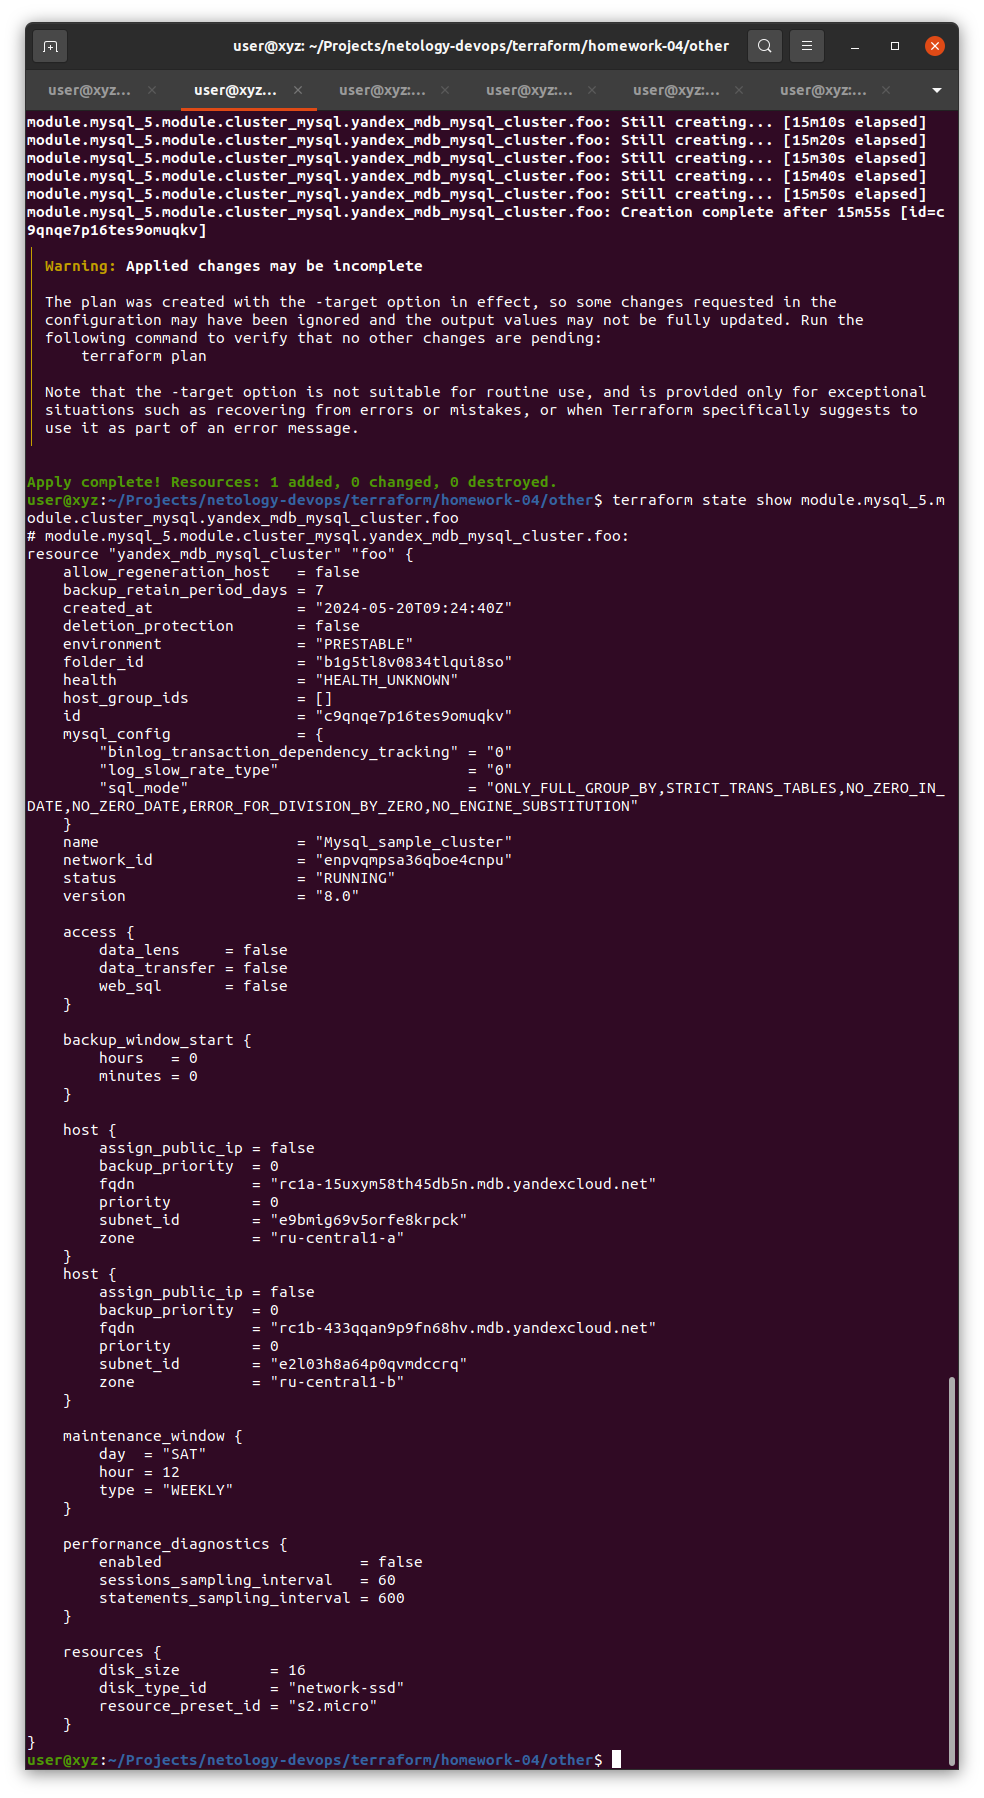 user@xyz: ~/Projects/netology-devops/terraform/homework-04/other
user@xyz... × user@xyz... × user@xyz:... × user@xyz:... × user@xyz:... × user@xyz:... ×
module.mysql_5.module.cluster_mysql.yandex_mdb_mysql_cluster.foo: Still creating... [15m10s elapsed]
module.mysql_5.module.cluster_mysql.yandex_mdb_mysql_cluster.foo: Still creating... [15m20s elapsed]
module.mysql_5.module.cluster_mysql.yandex_mdb_mysql_cluster.foo: Still creating... [15m30s elapsed]
module.mysql_5.module.cluster_mysql.yandex_mdb_mysql_cluster.foo: Still creating... [15m40s elapsed]
module.mysql_5.module.cluster_mysql.yandex_mdb_mysql_cluster.foo: Still creating... [15m50s elapsed]
module.mysql_5.module.cluster_mysql.yandex_mdb_mysql_cluster.foo: Creation complete after 15m55s [id=c
9qnqe7p16tes9omuqkv]
Warning: Applied changes may be incomplete
The plan was created with the -target option in effect, so some changes requested in the
configuration may have been ignored and the output values may not be fully updated. Run the
following command to verify that no other changes are pending:
    terraform plan
Note that the -target option is not suitable for routine use, and is provided only for exceptional
situations such as recovering from errors or mistakes, or when Terraform specifically suggests to
use it as part of an error message.
Apply complete! Resources: 1 added, 0 changed, 0 destroyed.
user@xyz:~/Projects/netology-devops/terraform/homework-04/other$ terraform state show module.mysql_5.m
odule.cluster_mysql.yandex_mdb_mysql_cluster.foo
# module.mysql_5.module.cluster_mysql.yandex_mdb_mysql_cluster.foo:
resource "yandex_mdb_mysql_cluster" "foo" {
    allow_regeneration_host   = false
    backup_retain_period_days = 7
    created_at                = "2024-05-20T09:24:40Z"
    deletion_protection       = false
    environment               = "PRESTABLE"
    folder_id                 = "b1g5tl8v0834tlqui8so"
    health                    = "HEALTH_UNKNOWN"
    host_group_ids            = []
    id                        = "c9qnqe7p16tes9omuqkv"
    mysql_config              = {
        "binlog_transaction_dependency_tracking" = "0"
        "log_slow_rate_type"                     = "0"
        "sql_mode"                               = "ONLY_FULL_GROUP_BY,STRICT_TRANS_TABLES,NO_ZERO_IN_
DATE,NO_ZERO_DATE,ERROR_FOR_DIVISION_BY_ZERO,NO_ENGINE_SUBSTITUTION"
    }
    name                      = "Mysql_sample_cluster"
    network_id                = "enpvqmpsa36qboe4cnpu"
    status                    = "RUNNING"
    version                   = "8.0"
    access {
        data_lens     = false
        data_transfer = false
        web_sql       = false
    }
    backup_window_start {
        hours   = 0
        minutes = 0
    }
    host {
        assign_public_ip = false
        backup_priority  = 0
        fqdn             = "rc1a-15uxym58th45db5n.mdb.yandexcloud.net"
        priority         = 0
        subnet_id        = "e9bmig69v5orfe8krpck"
        zone             = "ru-central1-a"
    }
    host {
        assign_public_ip = false
        backup_priority  = 0
        fqdn             = "rc1b-433qqan9p9fn68hv.mdb.yandexcloud.net"
        priority         = 0
        subnet_id        = "e2l03h8a64p0qvmdccrq"
        zone             = "ru-central1-b"
    }
    maintenance_window {
        day  = "SAT"
        hour = 12
        type = "WEEKLY"
    }
    performance_diagnostics {
        enabled                      = false
        sessions_sampling_interval   = 60
        statements_sampling_interval = 600
    }
    resources {
        disk_size          = 16
        disk_type_id       = "network-ssd"
        resource_preset_id = "s2.micro"
    }
}
user@xyz:~/Projects/netology-devops/terraform/homework-04/other$